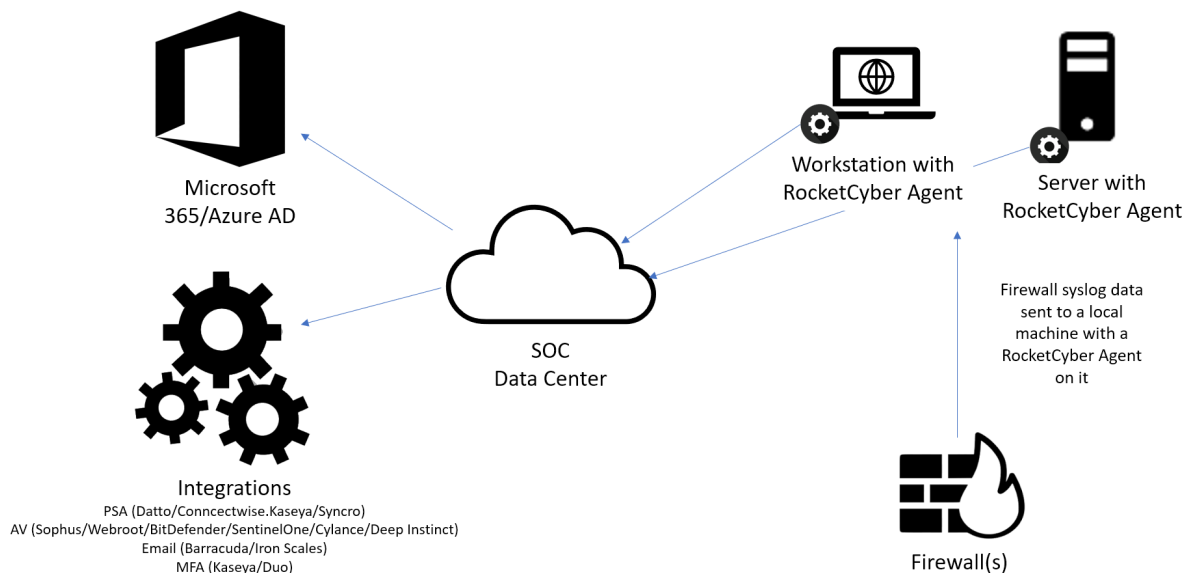 Microsoft
365/Azure AD
Workstation with
RocketCyber Agent
Server with
RocketCyber Agent
SOC
Data Center
Firewall syslog data
sent to a local
machine with a
RocketCyber Agent
on it
Integrations
PSA (Datto/Conncectwise.Kaseya/Syncro)
AV (Sophus/Webroot/BitDefender/SentinelOne/Cylance/Deep Instinct)
Email (Barracuda/Iron Scales)
MFA (Kaseya/Duo)
Firewall(s)